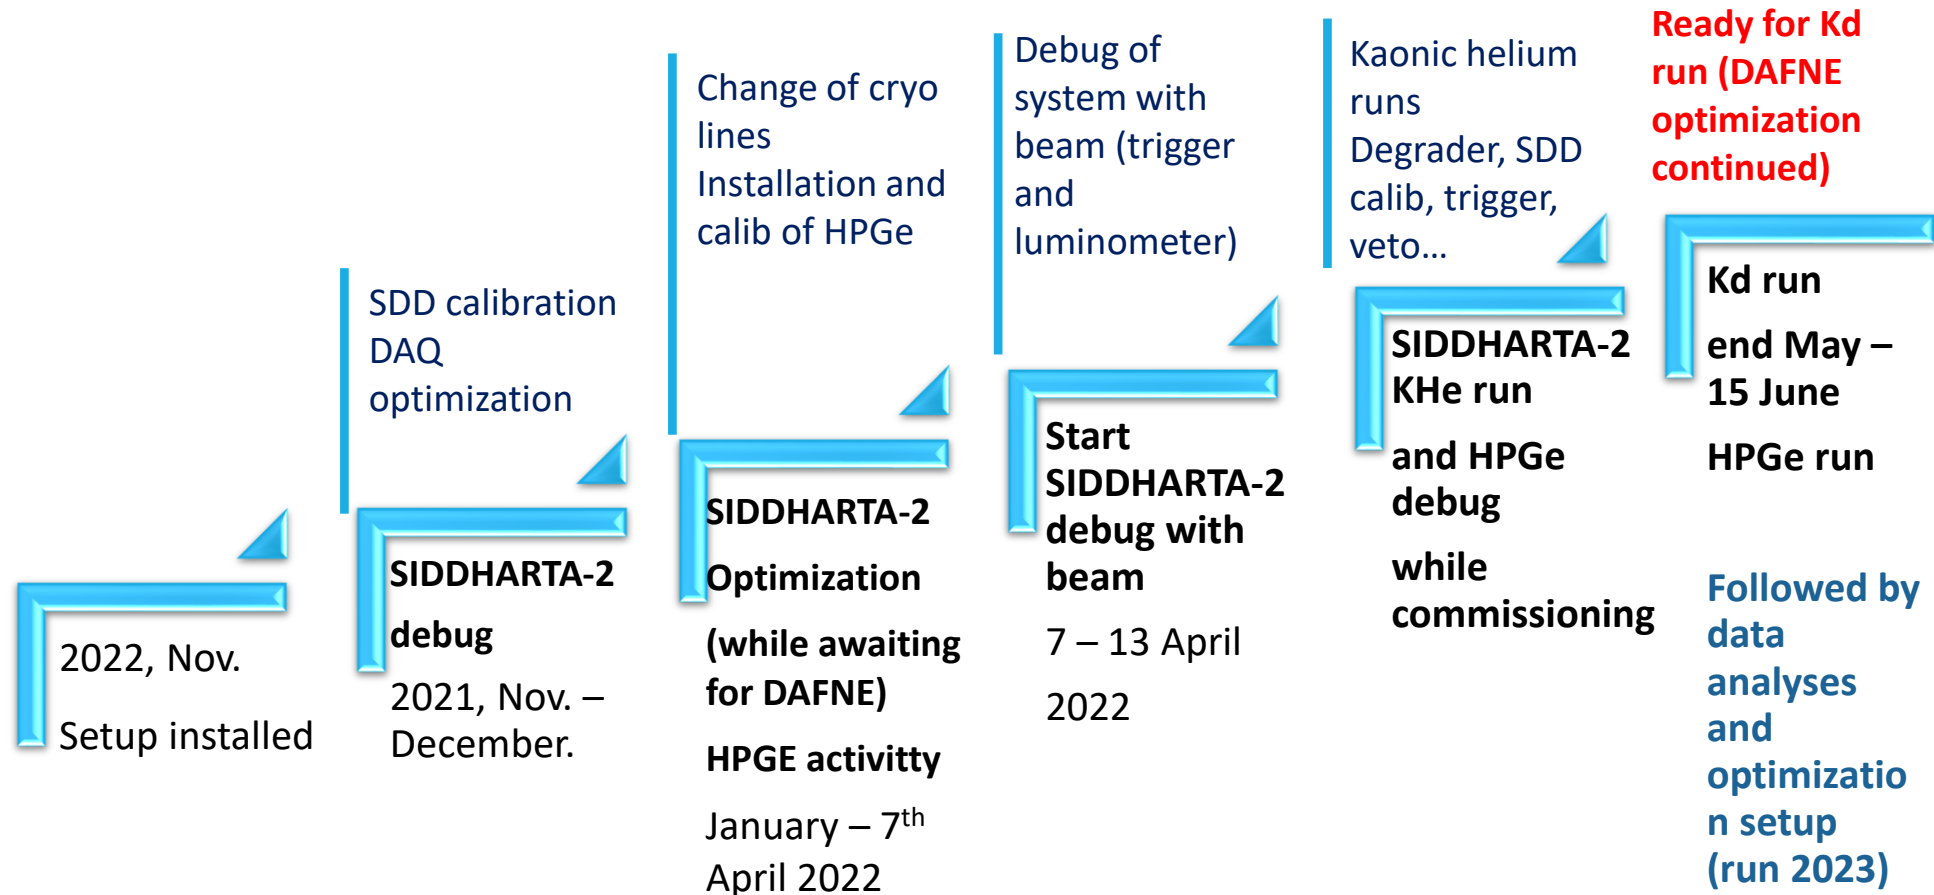 2022, Nov.
Setup installed
SDD calibration
DAQ
optimization
SIDDHARTA-2
debug
2021, Nov. –
December.
Change of cryo
lines
Installation and
calib of HPGe
SIDDHARTA-2
Optimization
(while awaiting
for DAFNE)
HPGE activitty
January – 7th
April 2022
Debug of
system with
beam (trigger
and
luminometer)
Start
SIDDHARTA-2
debug with
beam
7 – 13 April
2022
Kaonic helium
runs
Degrader, SDD
calib, trigger,
veto...
SIDDHARTA-2
KHe run
and HPGe
debug
while
commissioning
Ready for Kd
run (DAFNE
optimization
continued)
Kd run
end May –
15 June
HPGe run
Followed by
data
analyses
and
optimizatio
n setup
(run 2023)